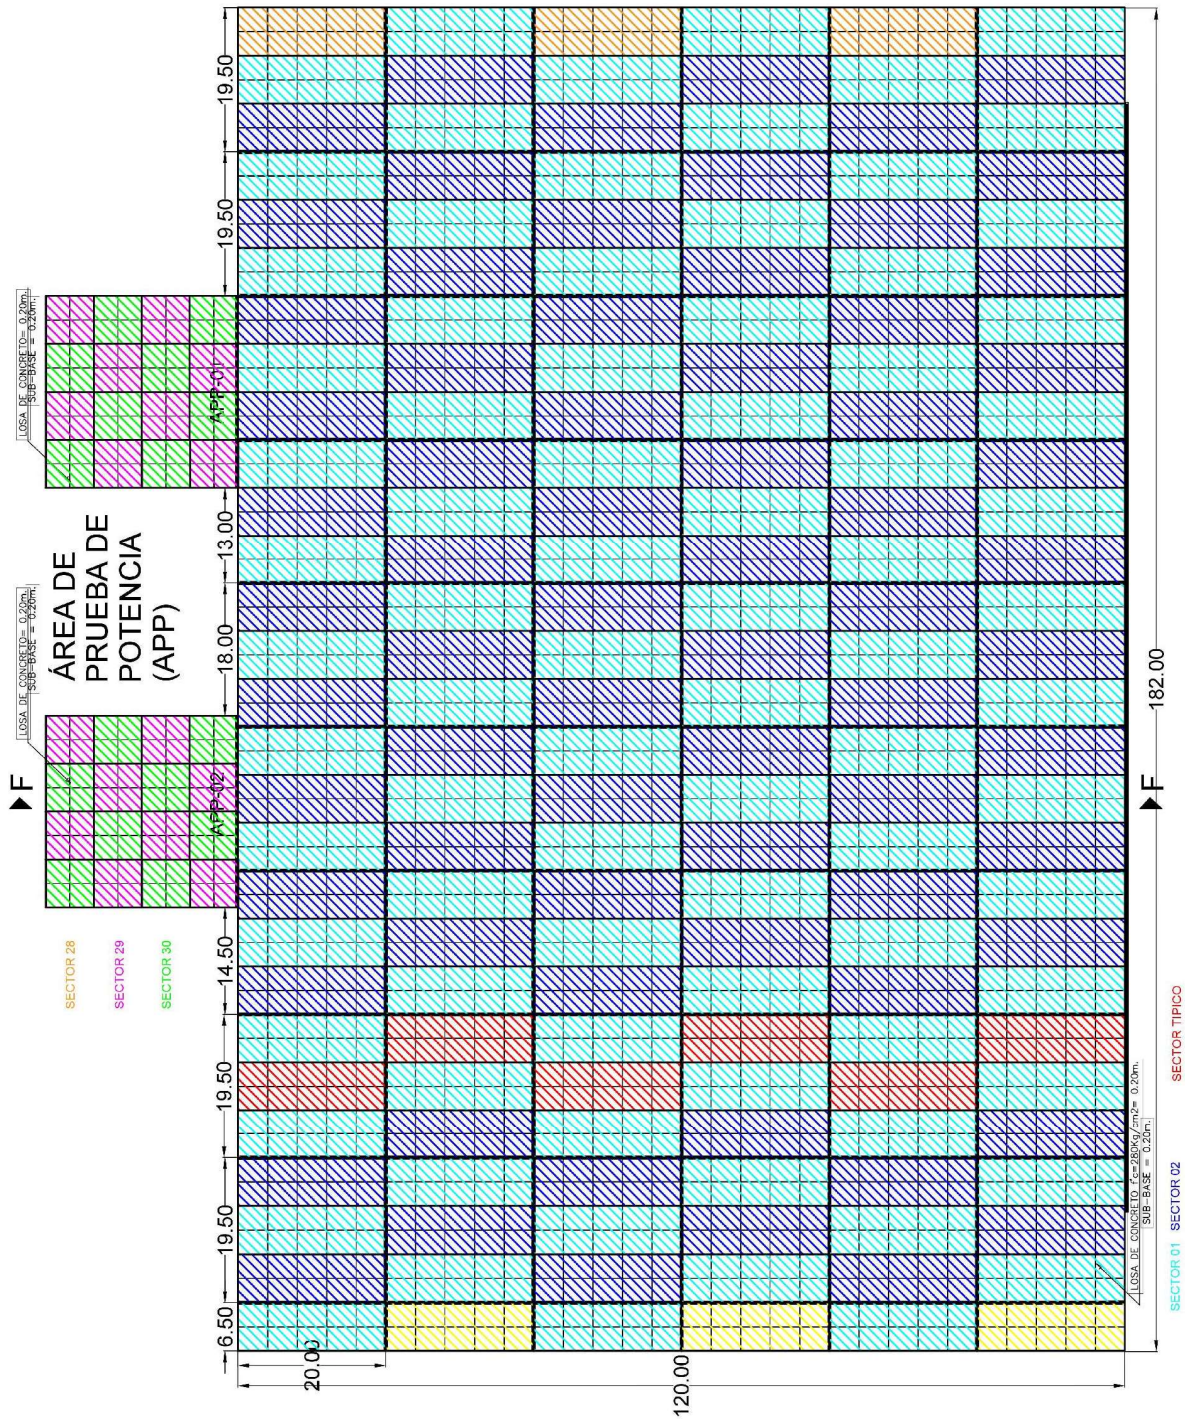 LOSA DE CONCRETO= 0.20m.
SUB-BASE = 0.20m.
LOSA DE CONCRETO= 0.20m.
SUB-BASE = 0.20m.
ÁREA DE
PRUEBA DE
POTENCIA
(APP)
F
APP-02
APP-01
SECTOR 28
SECTOR 29
SECTOR 30
6.50
19.50
19.50
14.50
18.00
13.00
19.50
19.50
20.00
120.00
182.00
F
LOSA DE CONCRETO f'c=280Kg/cm2= 0.20m.
SUB-BASE = 0.20m.
SECTOR 01
SECTOR 02
SECTOR TIPICO